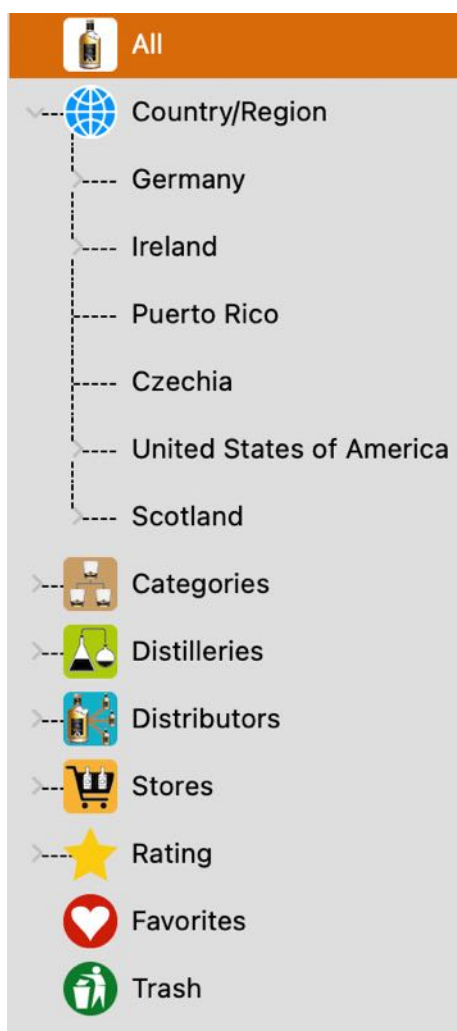 All
Country/Region
Germany
Ireland
Puerto Rico
Czechia
United States of America
Scotland
Categories
Distilleries
Distributors
Stores
Rating
Favorites
Trash